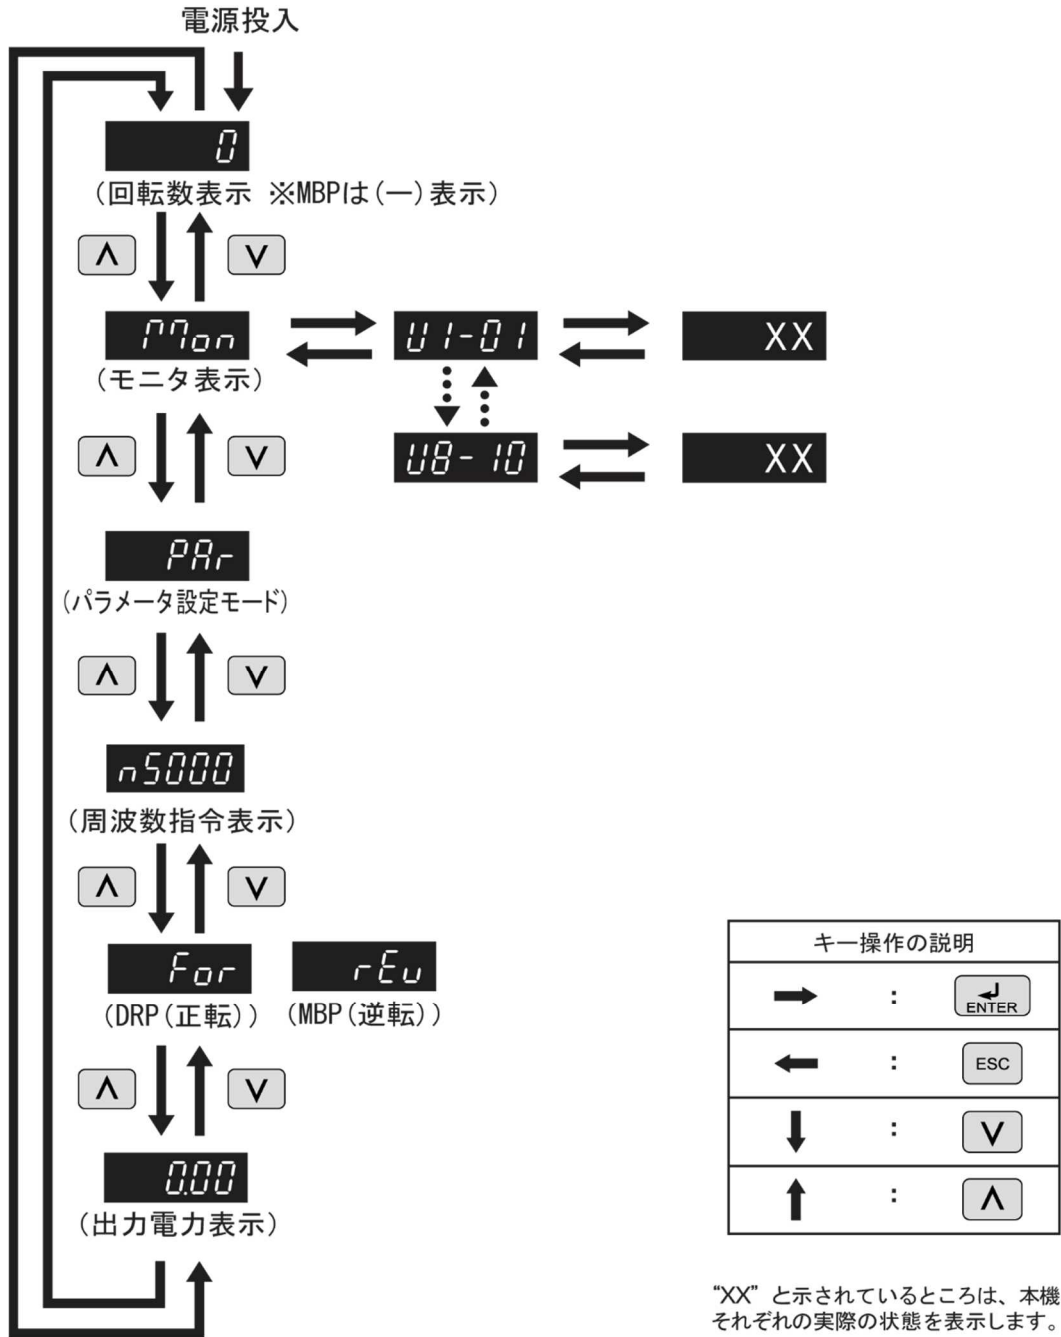 電源投入
0
(回転数表示 ※MBPは(ー)表示)
∧ ∨
Mon U1-01 XX
(モニタ表示)
∧ ∨ U8-10 XX
PAr
(パラメータ設定モード)
∧ ∨
n5000
(周波数指令表示)
∧ ∨
For rEv
(DRP(正転)) (MBP(逆転))
∧ ∨
0.00
(出力電力表示)
キー操作の説明
➡ : ENTER
⬅ : ESC
⬇ : ∨
⬆ : ∧
“XX”と示されているところは、本機
それぞれの実際の状態を表示します。